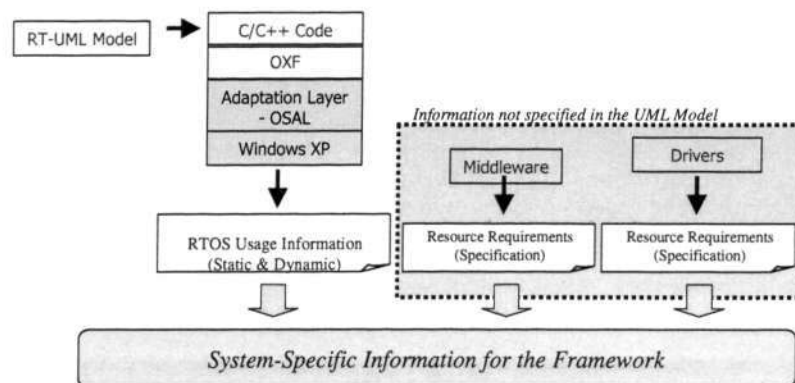 RT-UML Model
C/C++ Code
OXF
Adaptation Layer
- OSAL
Windows XP
Information not specified in the UML Model
Middleware
Drivers
RTOS Usage Information
(Static & Dynamic)
Resource Requirements
(Specification)
Resource Requirements
(Specification)
System-Specific Information for the Framework